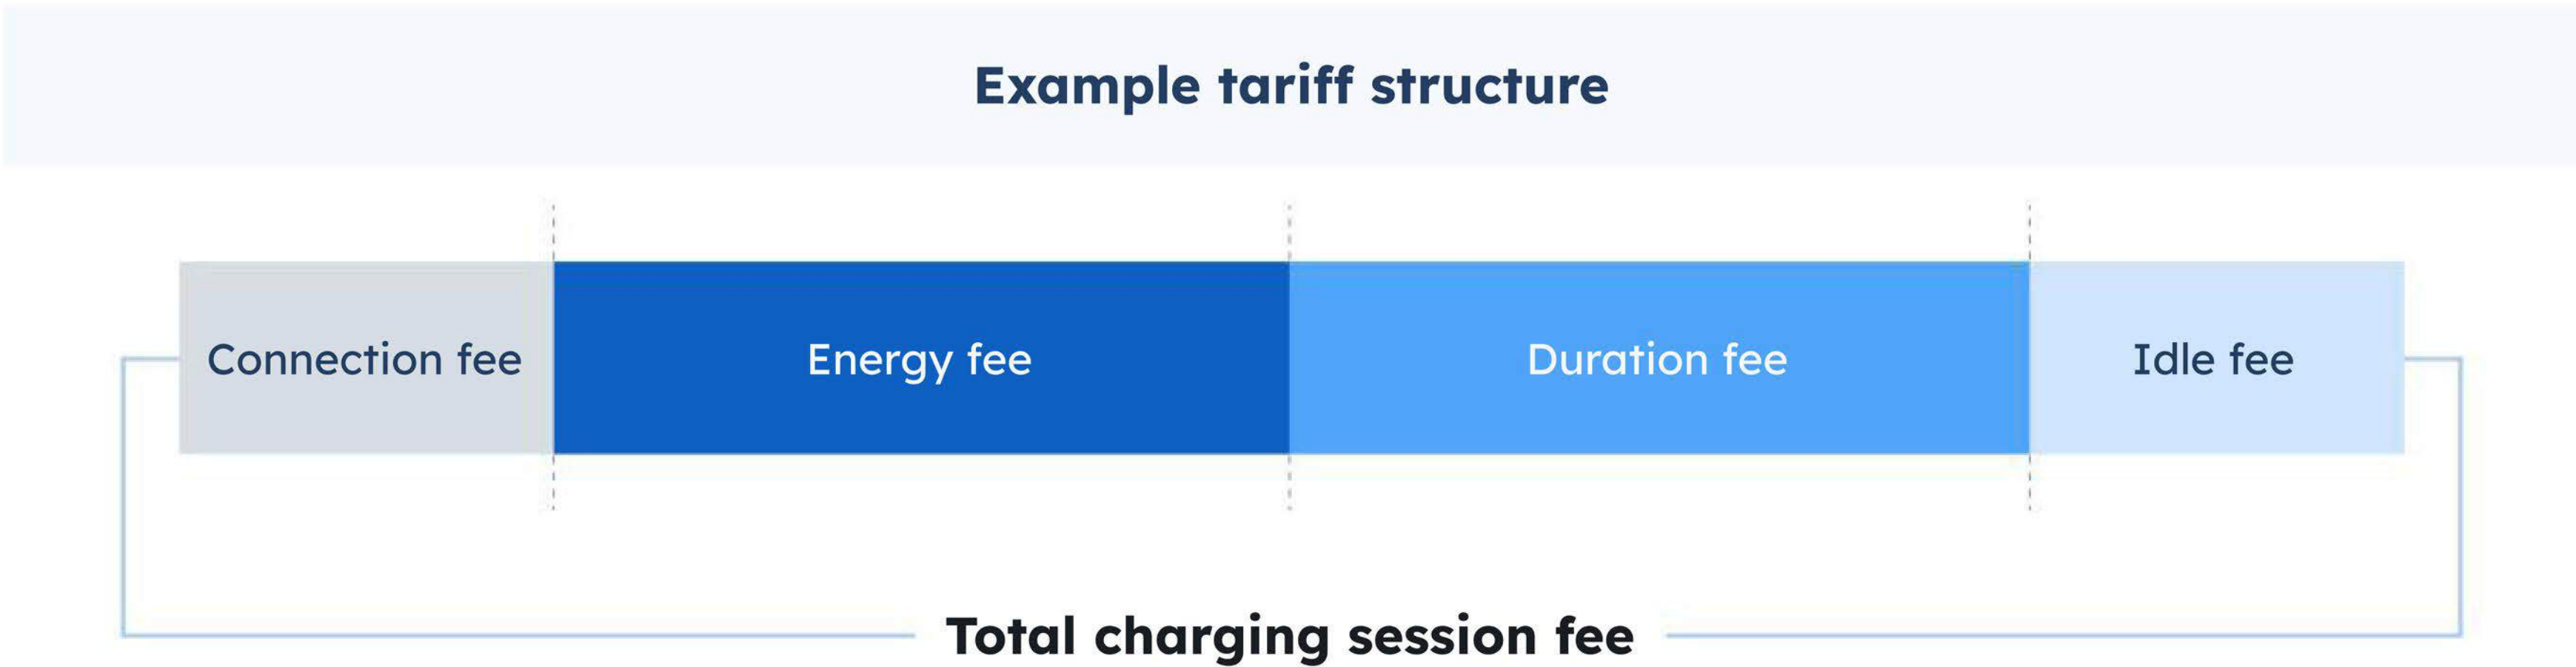 Example tariff structure
Connection fee
Energy fee
Duration fee
Idle fee
Total charging session fee